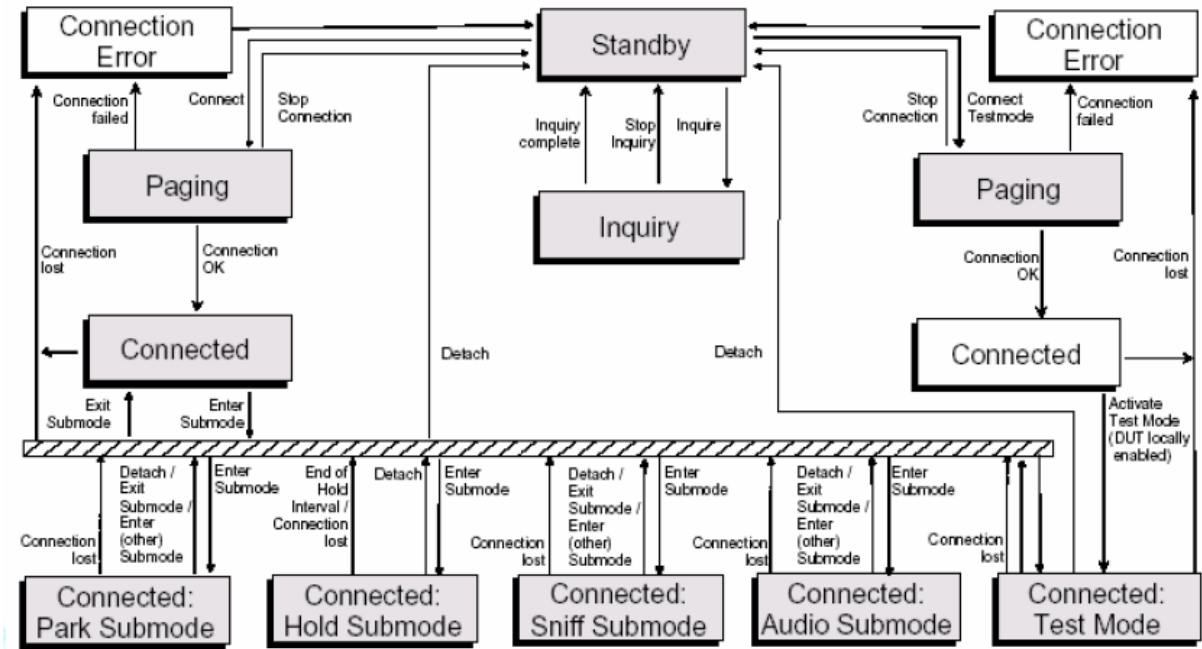 Connection
Error
Standby
Connection
Error
Connection
failed
Connect
Stop
Connection
Inquiry
complete
Stop
Inquiry
Inquire
Stop
Connection
Connect
Testmode
Connection
failed
Paging
Inquiry
Paging
Connection
lost
Connection
OK
Connection
OK
Connection
lost
Connected
Detach
Detach
Connected
Exit
Submode
Enter
Submode
Activate
Test Mode
(DUT locally
enabled)
Connection
lost
Detach /
Exit
Submode /
Enter
(other)
Submode
Enter
Submode
End of
Hold
Interval /
Connection
lost
Detach
Enter
Submode
Connection
lost
Detach /
Exit
Submode /
Enter
(other)
Submode
Enter
Submode
Connection
lost
Detach /
Exit
Submode /
Enter
(other)
Submode
Enter
Submode
Connection
lost
Connected:
Park Submode
Connected:
Hold Submode
Connected:
Sniff Submode
Connected:
Audio Submode
Connected:
Test Mode